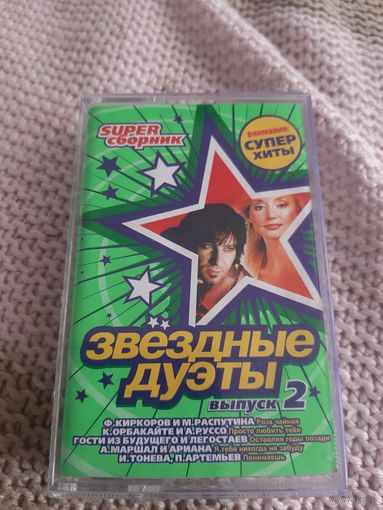 SUPER
сборник
внимание:
СУПЕР
ХИТЫ
ЗВЁЗДНЫЕ
ДУЭТЫ
выпуск 2
Ф.КИРКОРОВ И М.РАСПУТИНА Роза чайная
К.ОРБАКАЙТЕ И А.РУССО Просто любить тебя
ГОСТИ ИЗ БУДУЩЕГО И ЛЕГОСТАЕВ Оставляя годы позади
А.МАРШАЛ И АРИАНА Я тебя никогда не забуду
И.ТОНЕВА, П.АРТЕМЬЕВ Понимаешь